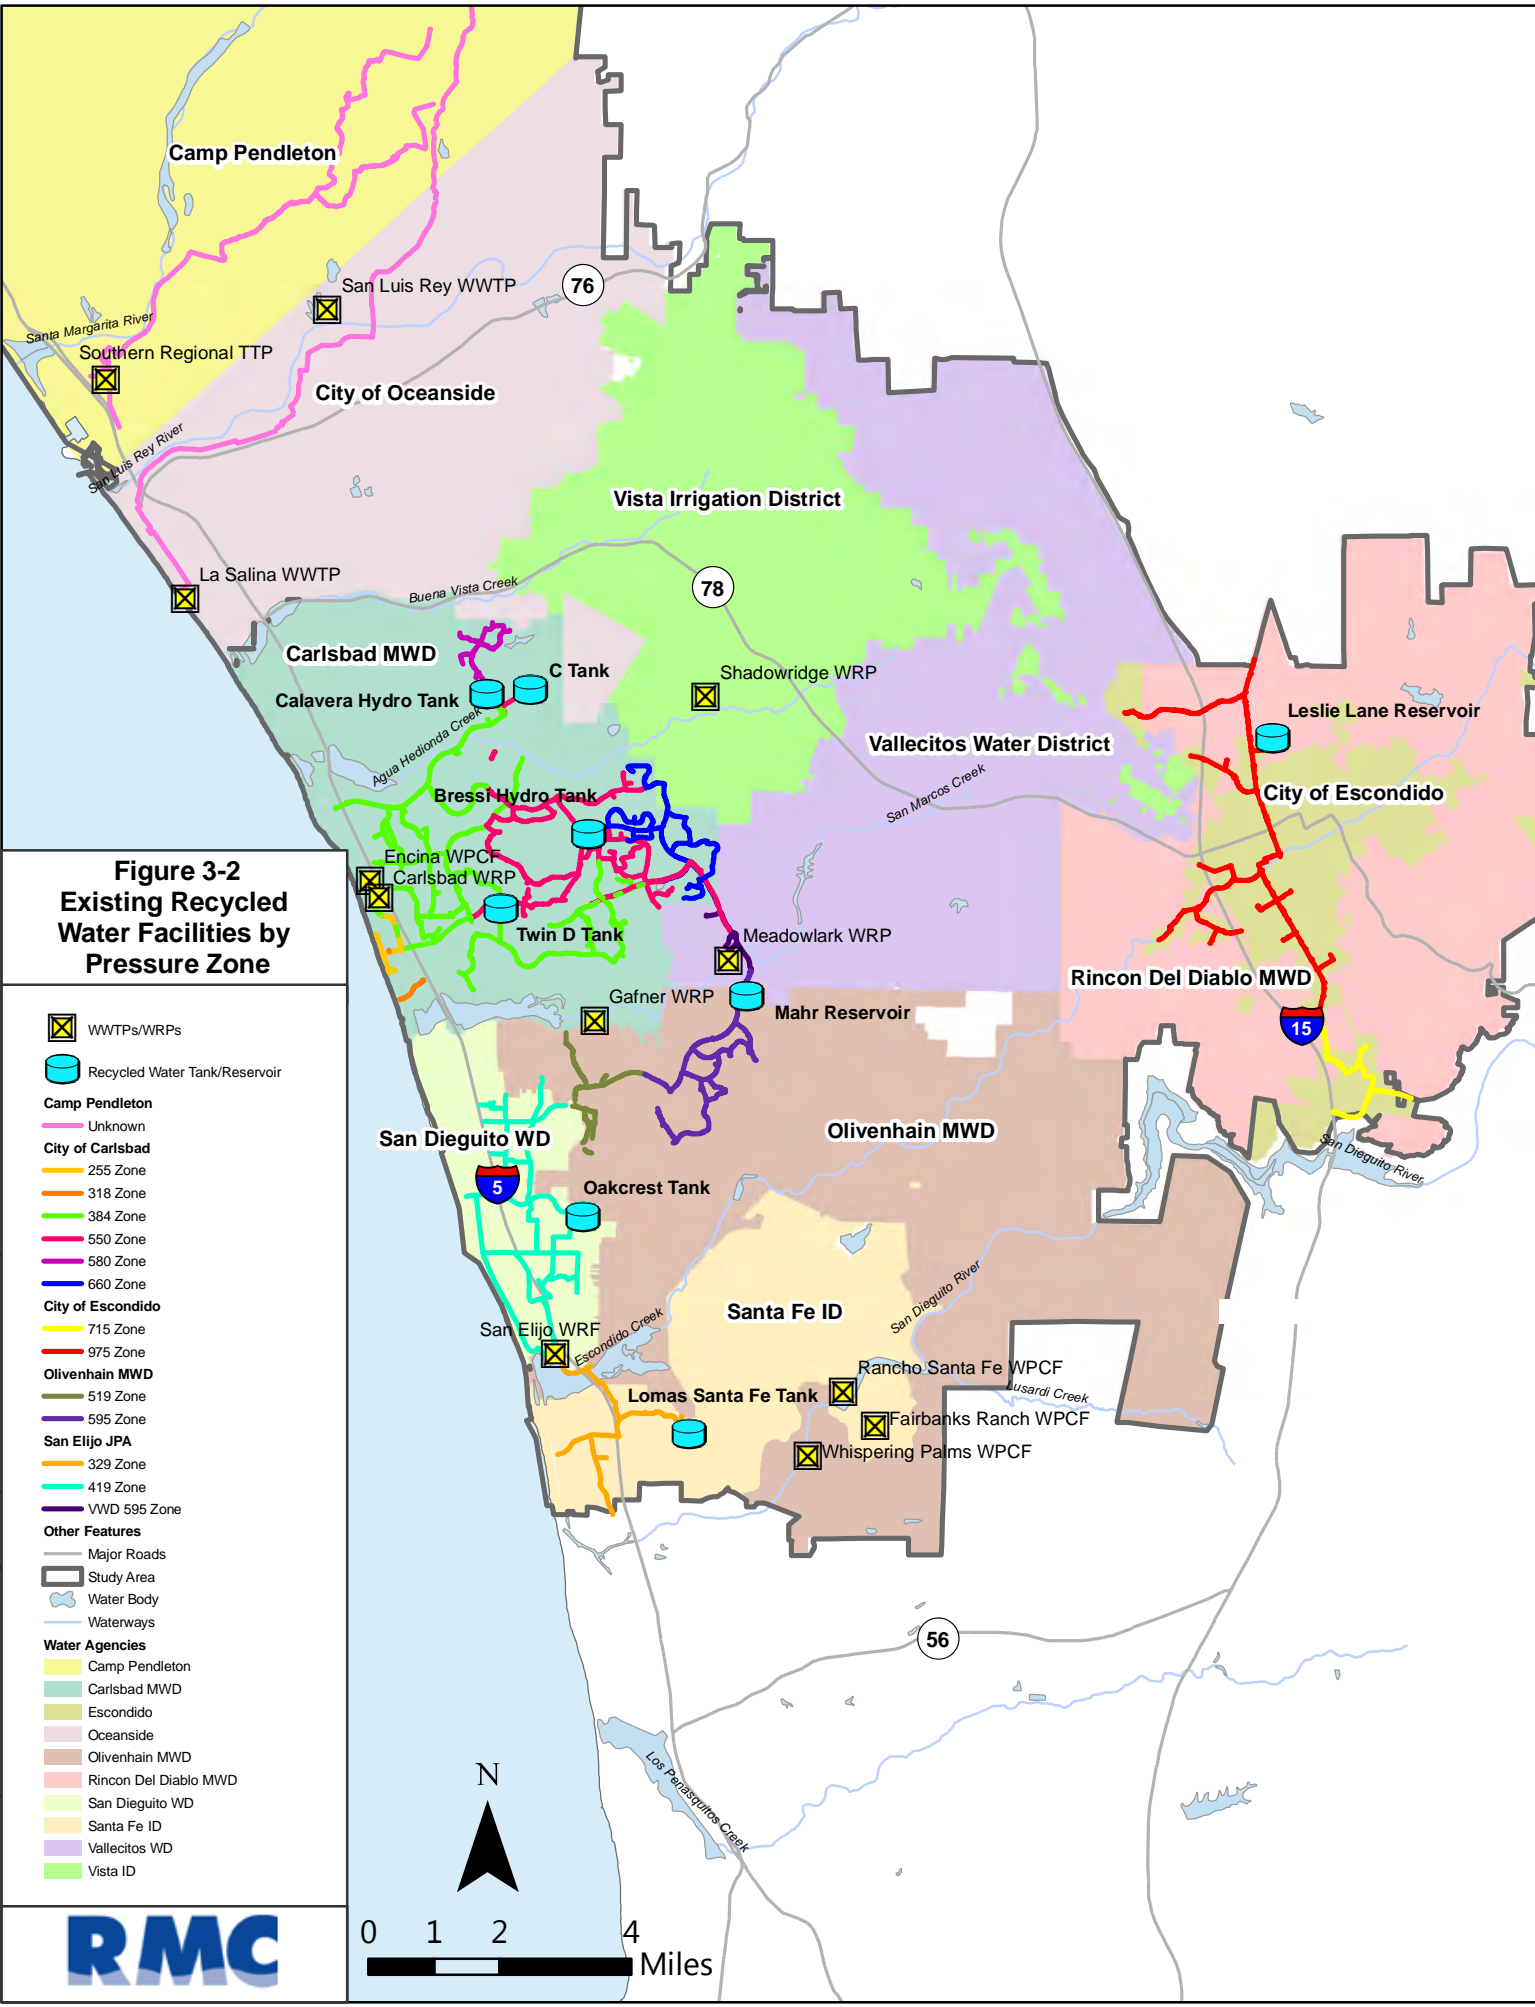 Camp Pendleton
San Luis Rey WWTP
76
Santa Margarita River
Southern Regional TTP
City of Oceanside
San Luis Rey River
Vista Irrigation District
La Salina WWTP
Buena Vista Creek
78
Carlsbad MWD
C Tank
Shadowridge WRP
Calavera Hydro Tank
Agua Hedionda Creek
Leslie Lane Reservoir
Vallecitos Water District
San Marcos Creek
City of Escondido
Bressi Hydro Tank
Encina WPCF
Carlsbad WRP
Twin D Tank
Meadowlark WRP
Rincon Del Diablo MWD
Gafner WRP
Mahr Reservoir
15
San Dieguito WD
Olivenhain MWD
San Dieguito River
5
Oakcrest Tank
San Dieguito River
Santa Fe ID
San Elijo WRF
Escondido Creek
Rancho Santa Fe WPCF
Lusardi Creek
Lomas Santa Fe Tank
Fairbanks Ranch WPCF
Whispering Palms WPCF
56
Los Penasquitos Creek
Figure 3-2
Existing Recycled
Water Facilities by
Pressure Zone
WWTPs/WRPs
Recycled Water Tank/Reservoir
Camp Pendleton
Unknown
City of Carlsbad
255 Zone
318 Zone
384 Zone
550 Zone
580 Zone
660 Zone
City of Escondido
715 Zone
975 Zone
Olivenhain MWD
519 Zone
595 Zone
San Elijo JPA
329 Zone
419 Zone
VWD 595 Zone
Other Features
Major Roads
Study Area
Water Body
Waterways
Water Agencies
Camp Pendleton
Carlsbad MWD
Escondido
Oceanside
Olivenhain MWD
Rincon Del Diablo MWD
San Dieguito WD
Santa Fe ID
Vallecitos WD
Vista ID
RMC
N
0 1 2 4
Miles